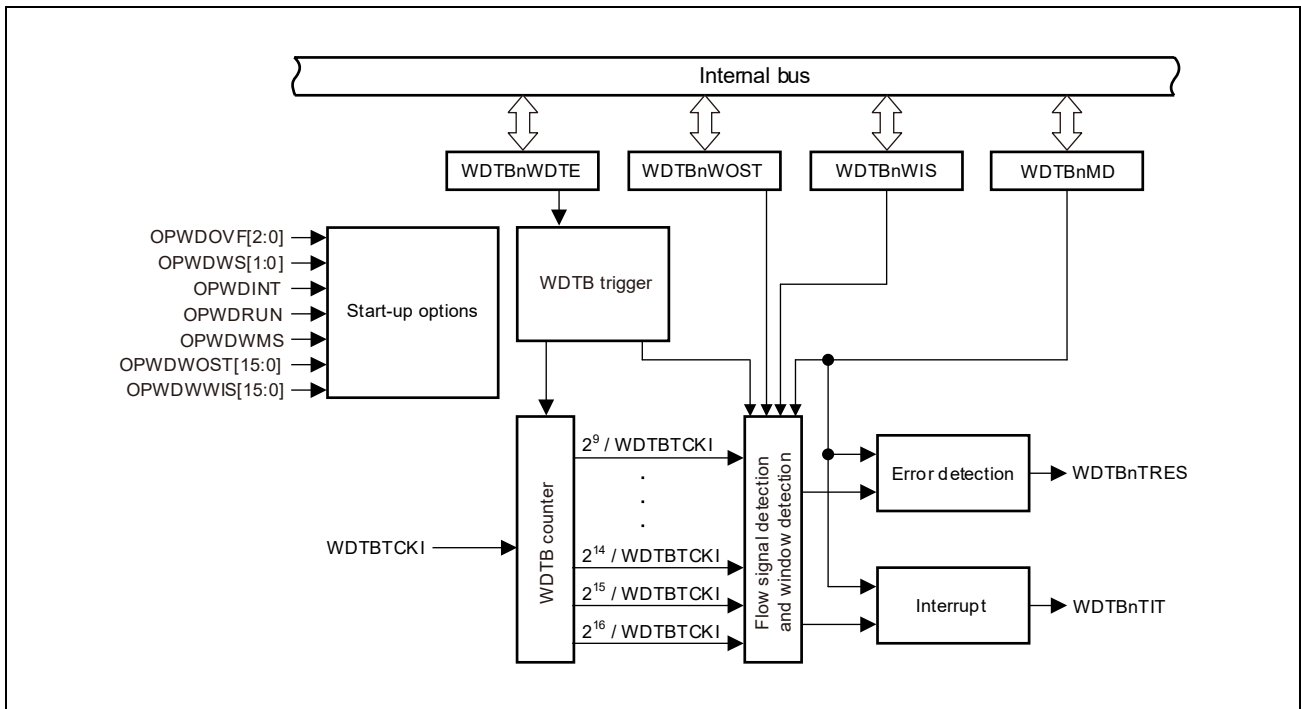 Internal bus
WDTBnWDTE
WDTBnWOST
WDTBnWIS
WDTBnMD
OPWDOVF[2:0]
OPWDWS[1:0]
OPWDINT
OPWDRUN
OPWDWMS
OPWDWOST[15:0]
OPWDWWIS[15:0]
Start-up options
WDTB trigger
WDTBTCKI
WDTB counter
2⁹ / WDTBTCKI
.
.
.
2¹⁴ / WDTBTCKI
2¹⁵ / WDTBTCKI
2¹⁶ / WDTBTCKI
Flow signal detection
and window detection
Error detection
WDTBnTRES
Interrupt
WDTBnTIT